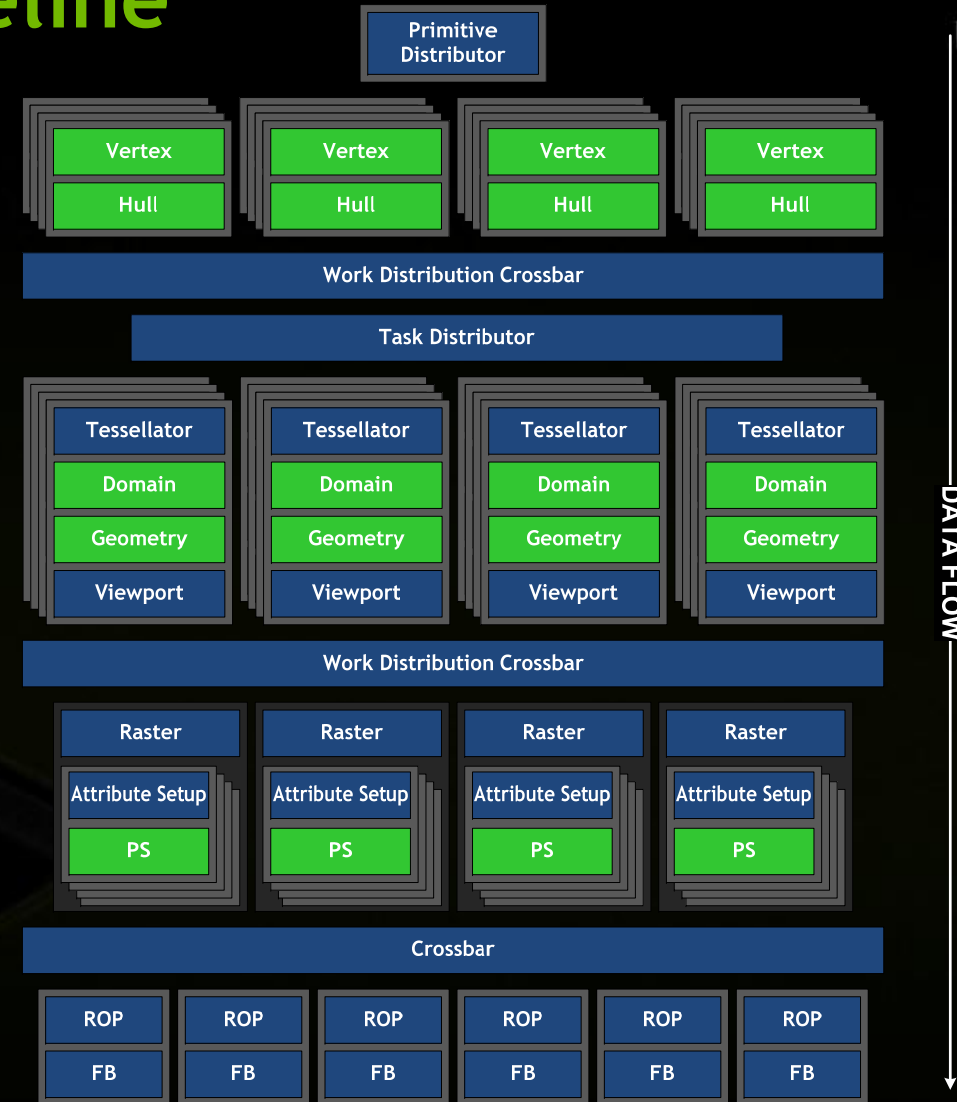 eline
Primitive
Distributor
Vertex Vertex Vertex Vertex
Hull Hull Hull Hull
Work Distribution Crossbar
Task Distributor
Tessellator Tessellator Tessellator Tessellator
Domain Domain Domain Domain
Geometry Geometry Geometry Geometry
Viewport Viewport Viewport Viewport
Work Distribution Crossbar
Raster Raster Raster Raster
Attribute Setup Attribute Setup Attribute Setup Attribute Setup
PS PS PS PS
Crossbar
ROP ROP ROP ROP ROP ROP
FB FB FB FB FB FB
DATA FLOW